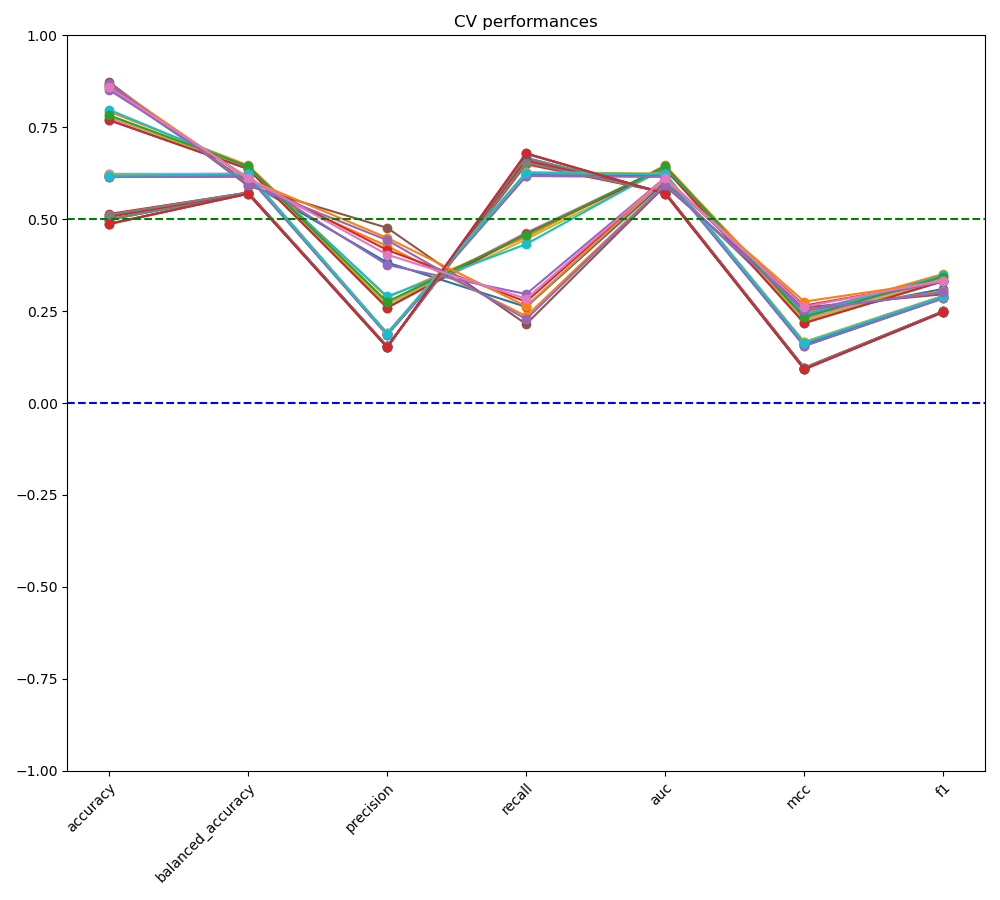 CV performances
1.00
0.75
0.50
0.25
0.00
−0.25
−0.50
−0.75
−1.00
accuracy
balanced_accuracy
precision
recall
auc
mcc
f1